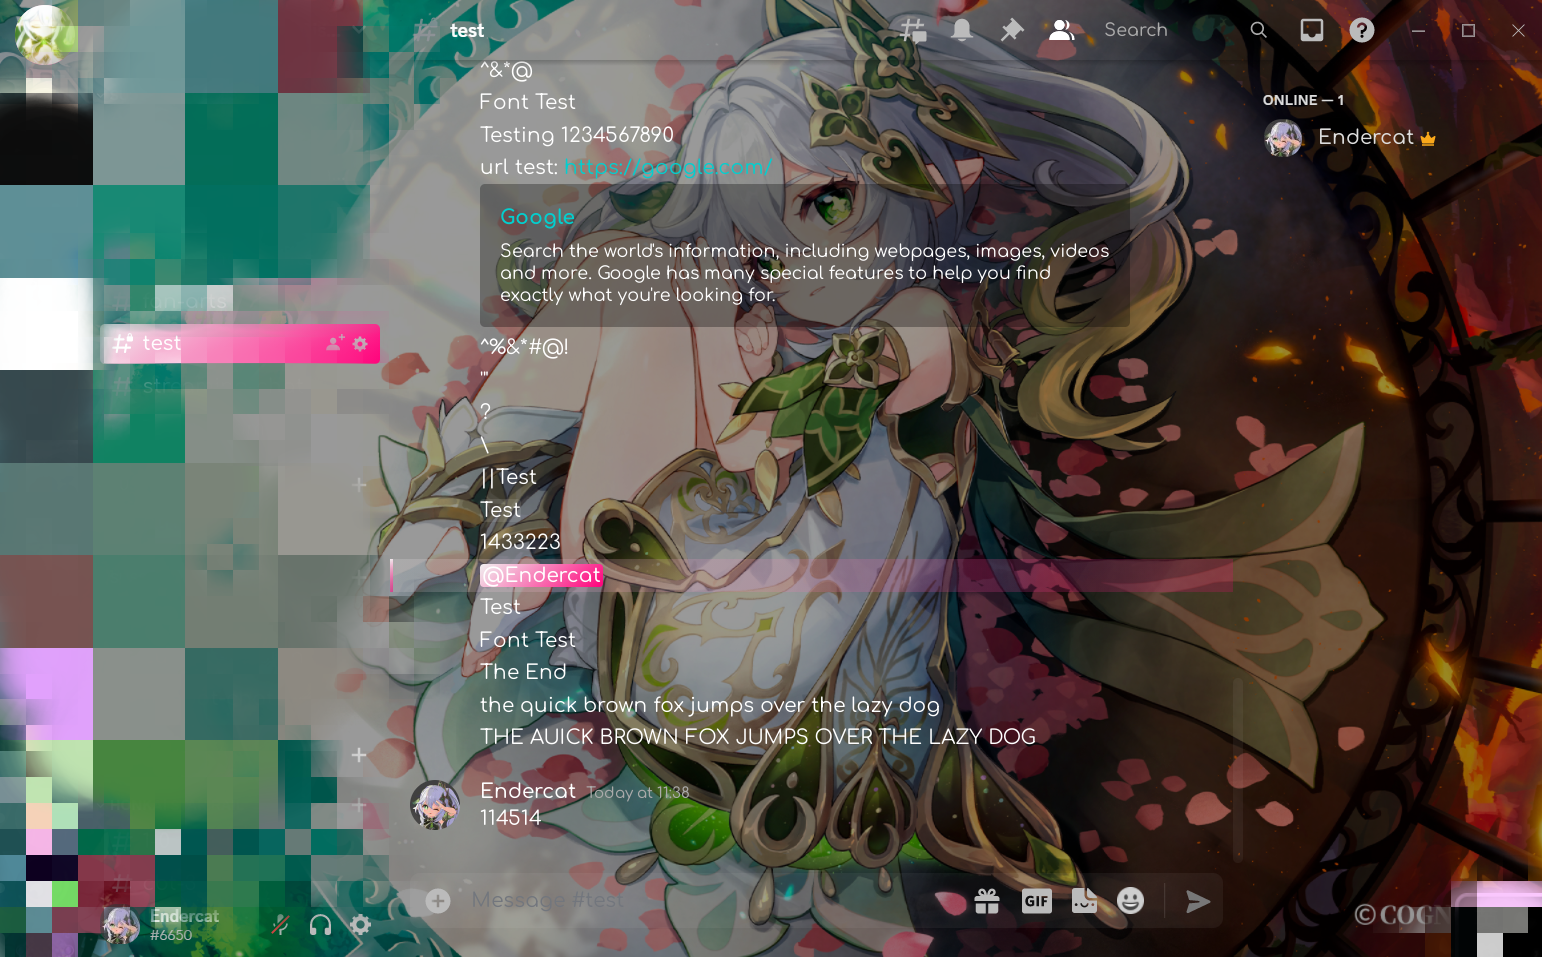 test
Search
^&*@
Font Test
Testing 1234567890
url test: https://google.com/
Google
Search the world's information, including webpages, images, videos
and more. Google has many special features to help you find
exactly what you're looking for.
^%&*#@!
'"
?
\
||Test
Test
1433223
@Endercat
Test
Font Test
The End
the quick brown fox jumps over the lazy dog
THE AUICK BROWN FOX JUMPS OVER THE LAZY DOG
Endercat Today at 11:38
114514
Message #test
GIF
ONLINE — 1
Endercat
test
Endercat
#6650
© COGN